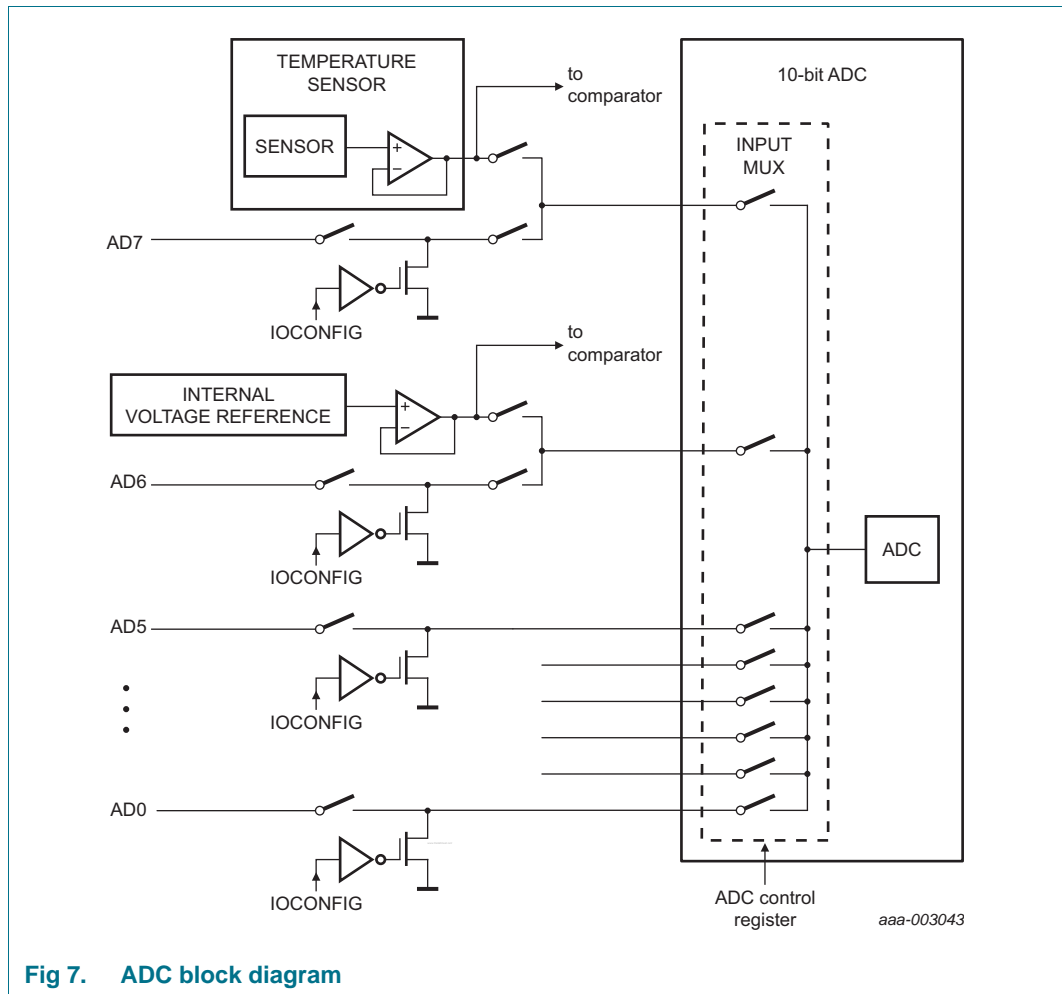 TEMPERATURE
SENSOR
SENSOR
+
−
to
comparator
10-bit ADC
INPUT
MUX
AD7
IOCONFIG
to
comparator
INTERNAL
VOLTAGE REFERENCE
+
−
AD6
IOCONFIG
ADC
AD5
IOCONFIG
AD0
IOCONFIG
ADC control
register
aaa-003043
Fig 7. ADC block diagram